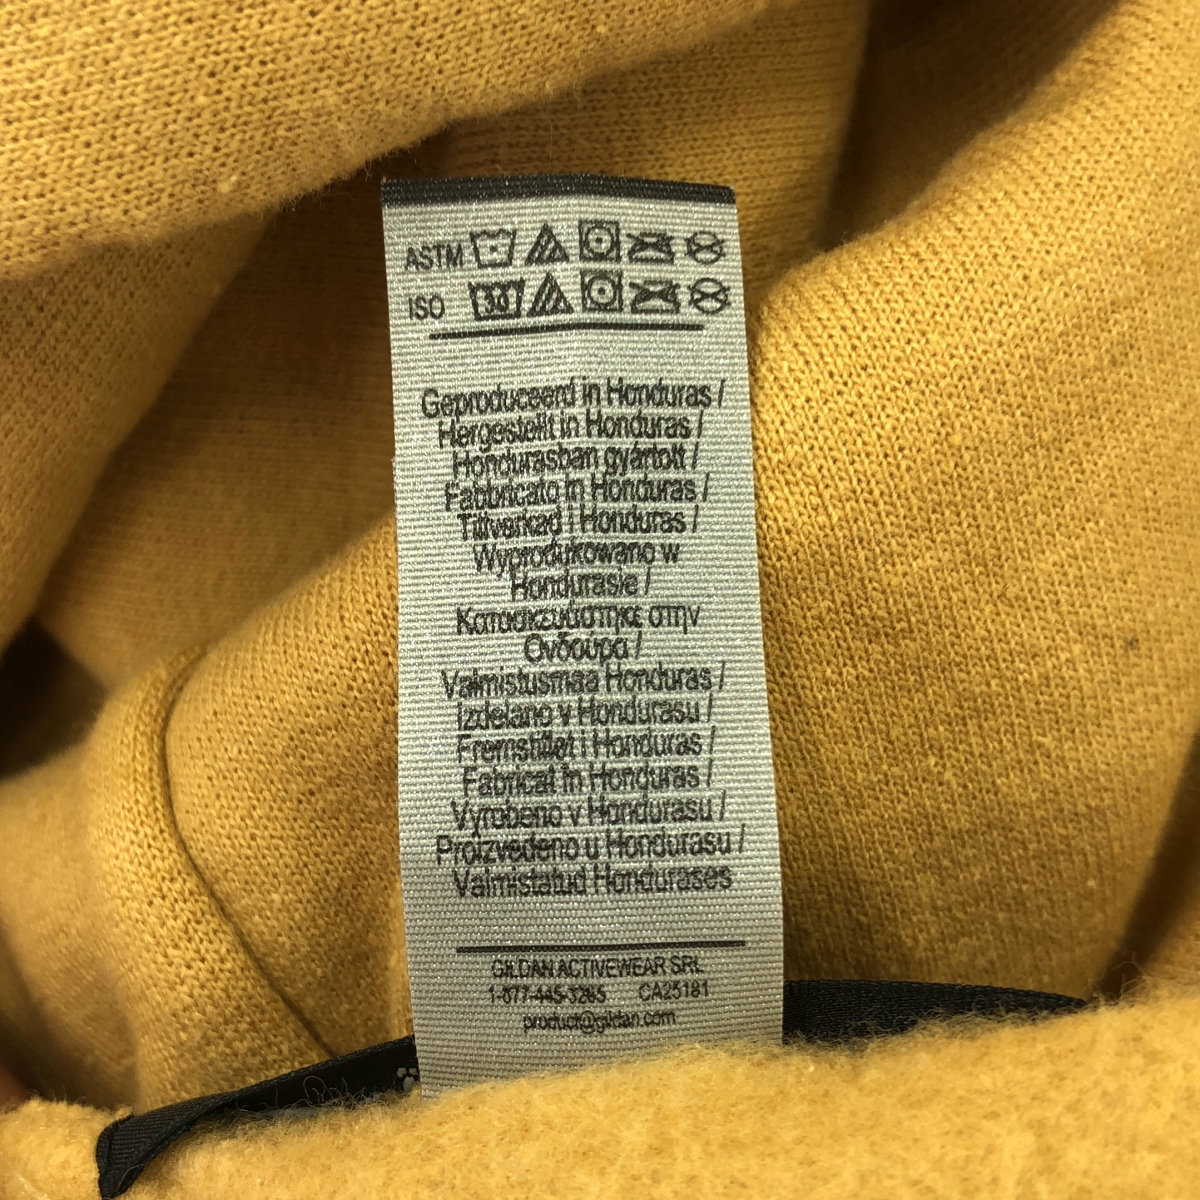 ASTM
ISO 30
Geproduceerd in Honduras /
Hergestellt in Honduras /
Hondurasban gyártott /
Fabbricato in Honduras /
Tillverkad i Honduras /
Wyprodukowano w
Hondurasie /
Κατασκευάστηκε στην
Ονδούρα /
Valmistusmaa Honduras /
Izdelano v Hondurasu /
Fremstillet i Honduras /
Fabricat în Honduras /
Vyrobeno v Hondurasu /
Proizvedeno u Hondurasu /
Valmistatud Hondurases
GILDAN ACTIVEWEAR SRL
1-877-445-3265 CA25181
product@gildan.com